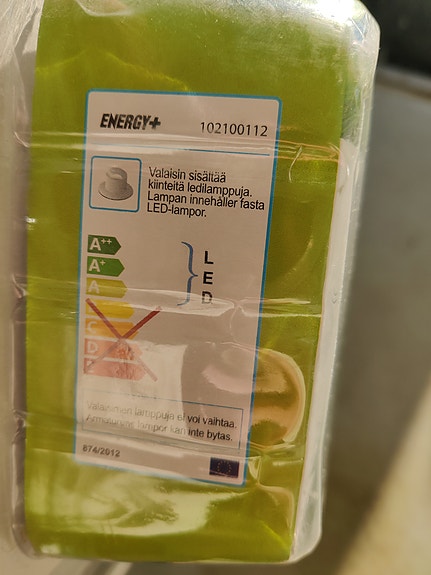 ENERGY+ 102100112
Valaisin sisältää
kiinteitä ledilamppuja.
Lampan innehåller fasta
LED-lampor.
A++
A+
A
L
E
D
C
D
Valaisimen lamppuja ei voi vaihtaa.
Armaturens lampor kan inte bytas.
874/2012